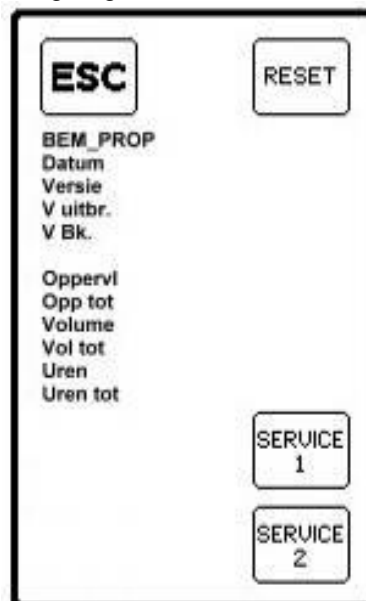 ESC
RESET
BEM_PROP
Datum
Versie
V uitbr.
V Bk.
Oppervl
Opp tot
Volume
Vol tot
Uren
Uren tot
SERVICE
1
SERVICE
2